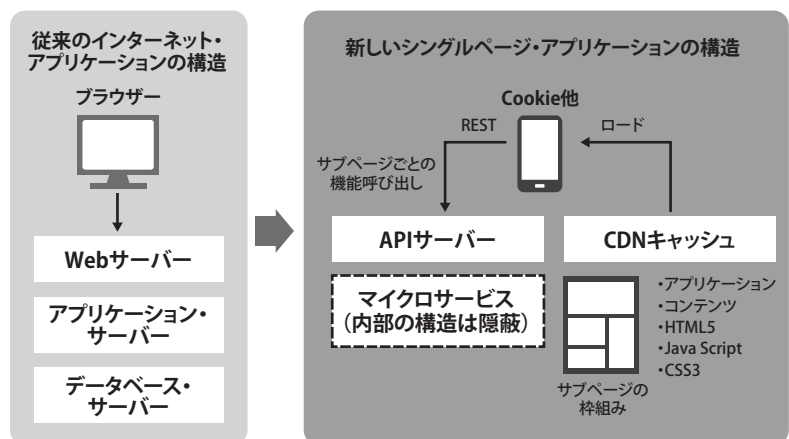 従来のインターネット・
アプリケーションの構造
ブラウザー
Webサーバー
アプリケーション・
サーバー
データベース・
サーバー
新しいシングルページ・アプリケーションの構造
Cookie他
REST
ロード
サブページごとの
機能呼び出し
APIサーバー
CDNキャッシュ
マイクロサービス
（内部の構造は隠蔽）
・アプリケーション
・コンテンツ
・HTML5
・Java Script
・CSS3
サブページの
枠組み